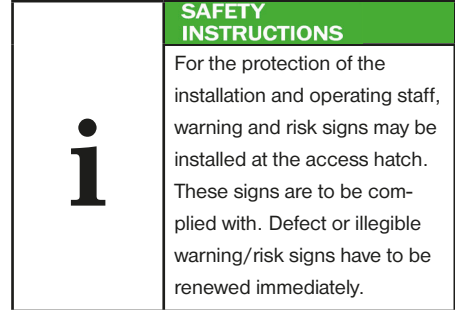 SAFETY
INSTRUCTIONS
i
For the protection of the
installation and operating staff,
warning and risk signs may be
installed at the access hatch.
These signs are to be com-
plied with. Defect or illegible
warning/risk signs have to be
renewed immediately.